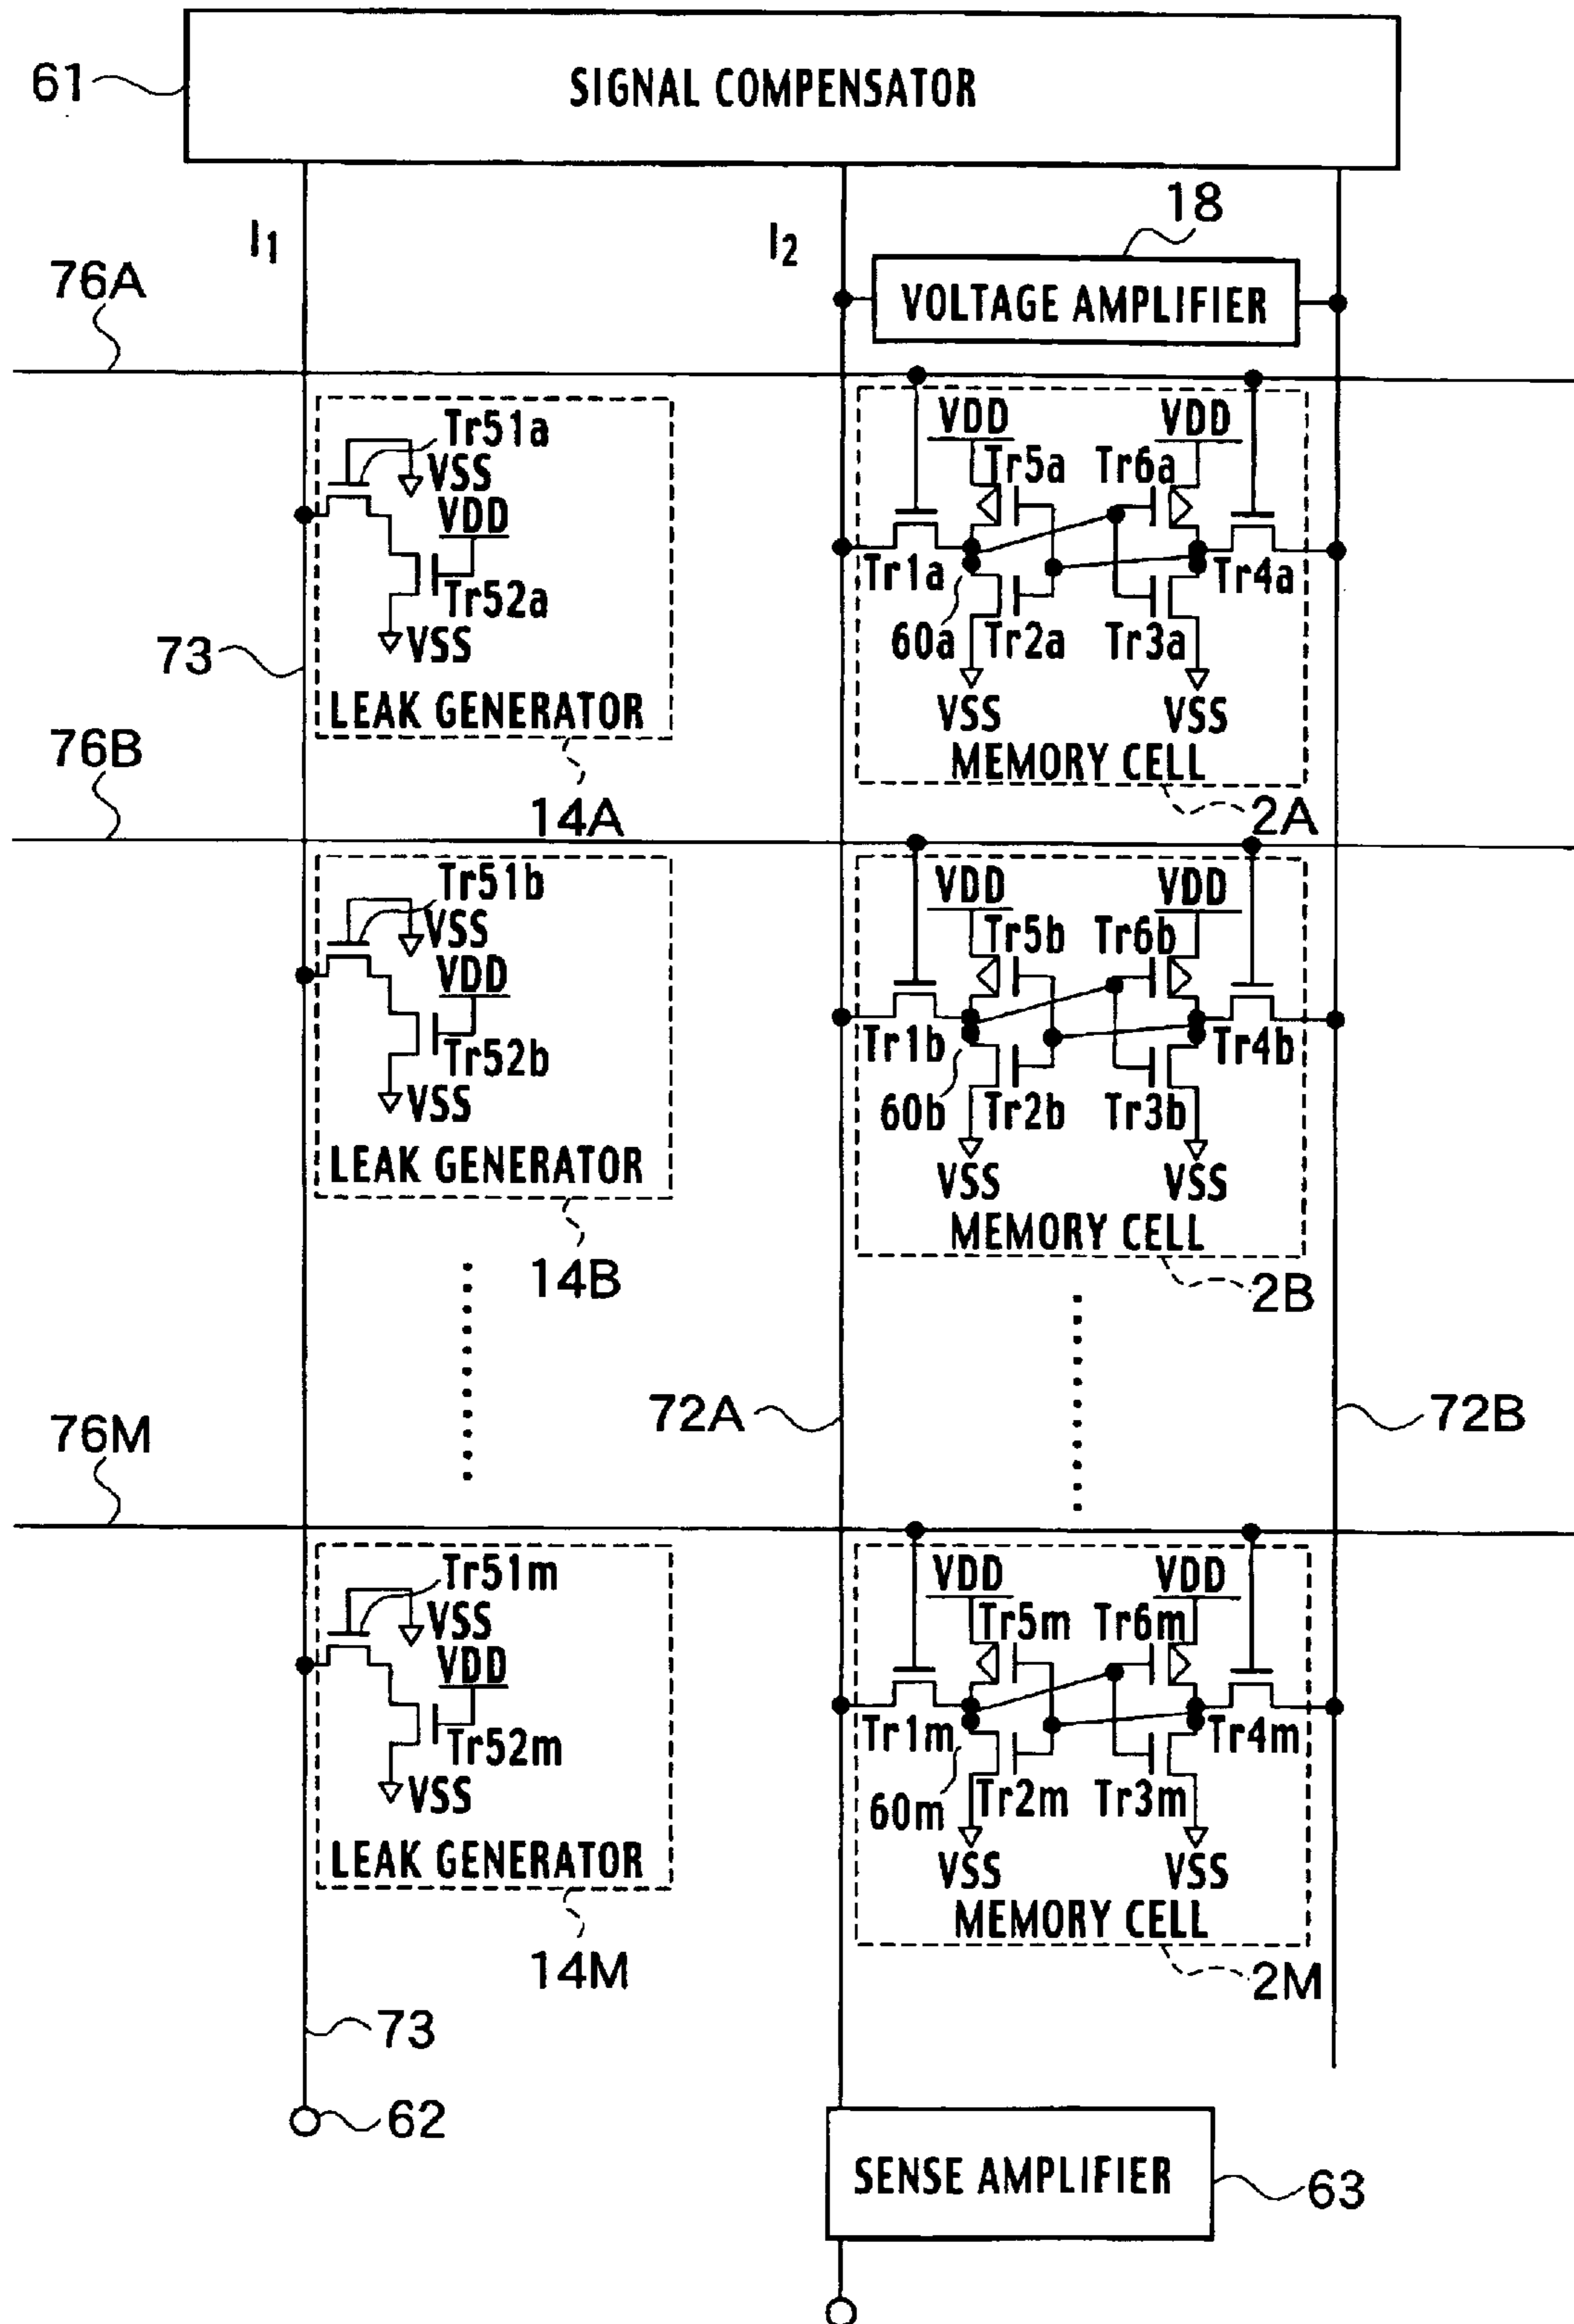 61
SIGNAL COMPENSATOR
18
I1
I2
76A
VOLTAGE AMPLIFIER
Tr51a
VSS
VDD
Tr52a
VSS
73
LEAK GENERATOR
14A
VDD
VDD
Tr5a
Tr6a
Tr1a
Tr4a
60a
Tr2a
Tr3a
VSS
VSS
MEMORY CELL
2A
76B
Tr51b
VSS
VDD
Tr52b
VSS
LEAK GENERATOR
14B
VDD
VDD
Tr5b
Tr6b
Tr1b
Tr4b
60b
Tr2b
Tr3b
VSS
VSS
MEMORY CELL
2B
72A
72B
76M
Tr51m
VSS
VDD
Tr52m
VSS
LEAK GENERATOR
14M
VDD
VDD
Tr5m
Tr6m
Tr1m
Tr4m
60m
Tr2m
Tr3m
VSS
VSS
MEMORY CELL
2M
73
62
SENSE AMPLIFIER
63